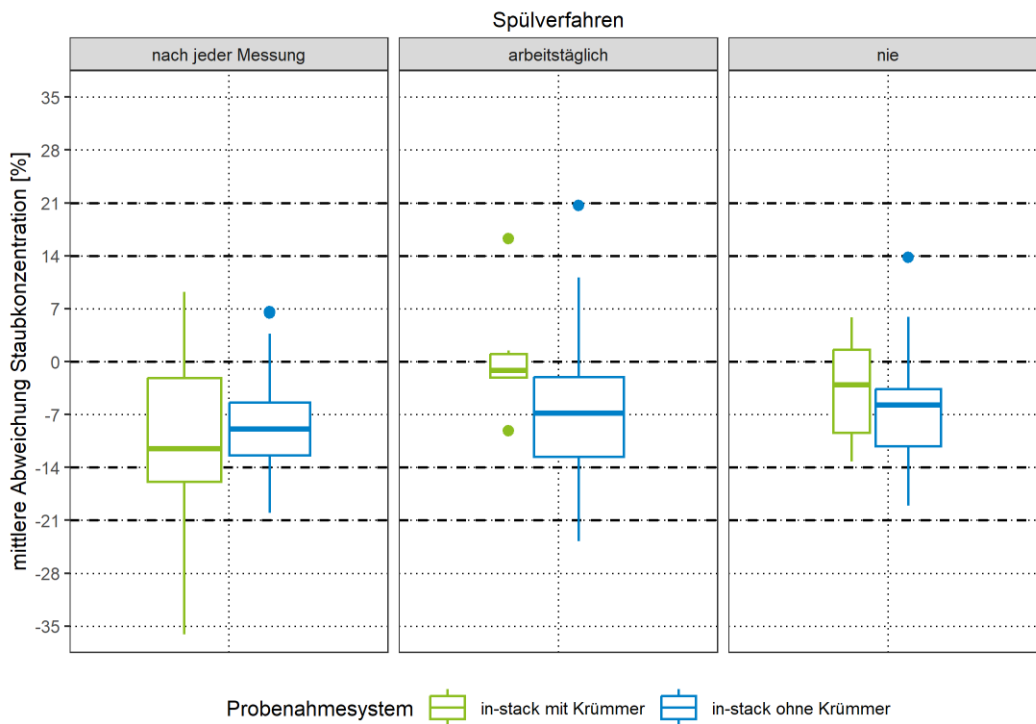 Spülverfahren
nach jeder Messung
arbeitstäglich
nie
mittlere Abweichung Staubkonzentration [%]
35
28
21
14
7
0
-7
-14
-21
-28
-35
Probenahmesystem in-stack mit Krümmer in-stack ohne Krümmer